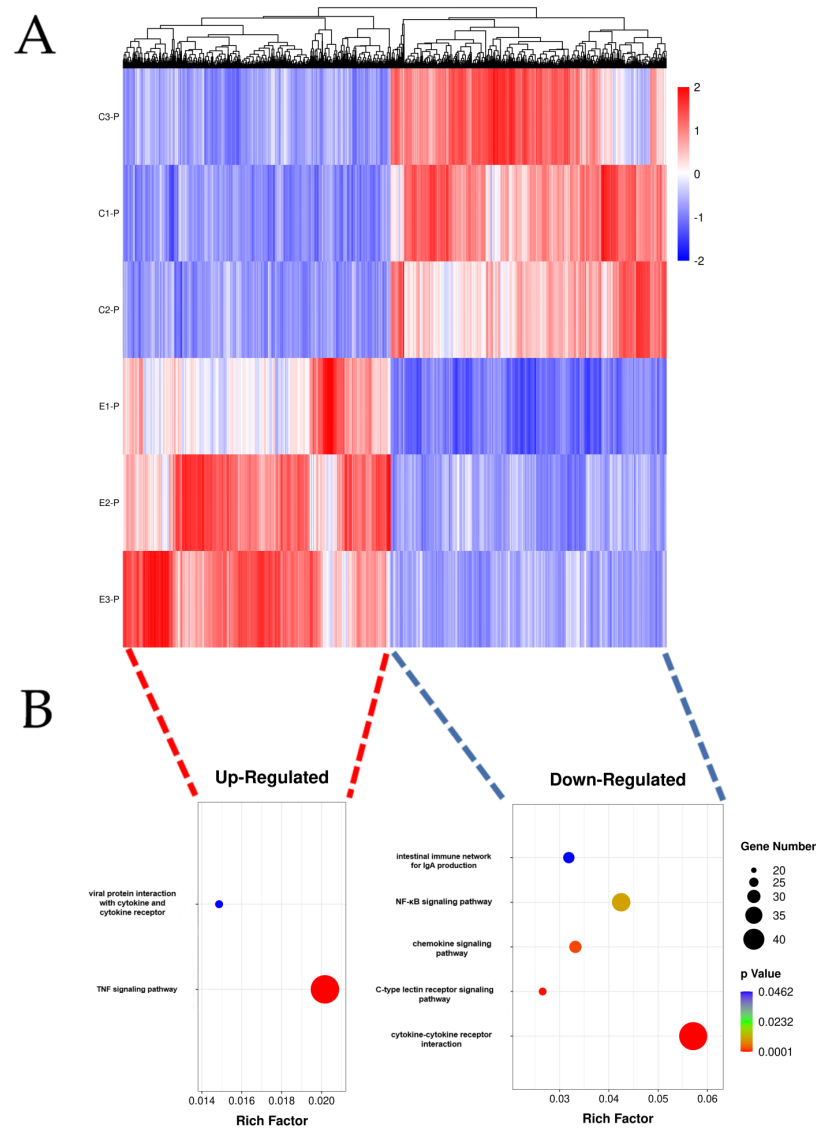 A
C3-P
C1-P
C2-P
E1-P
E2-P
E3-P
2
1
0
-1
-2
B
Up-Regulated
viral protein interaction
with cytokine and
cytokine receptor
TNF signaling pathway
0.014 0.016 0.018 0.020
Rich Factor
Down-Regulated
intestinal immune network
for IgA production
NF-κB signaling pathway
chemokine signaling
pathway
C-type lectin receptor signaling
pathway
cytokine-cytokine receptor
interaction
0.03 0.04 0.05 0.06
Rich Factor
Gene Number
20
25
30
35
40
p Value
0.0462
0.0232
0.0001